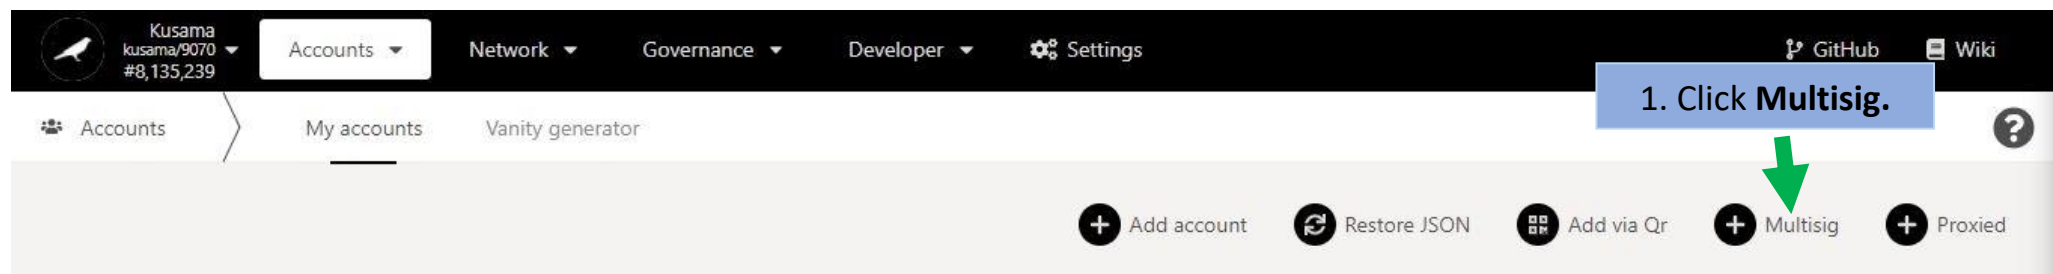 Kusama
kusama/9070
#8,135,239
Accounts
Network
Governance
Developer
Settings
GitHub
Wiki
1. Click Multisig.
Accounts
My accounts
Vanity generator
?
Add account
Restore JSON
Add via Qr
Multisig
Proxied